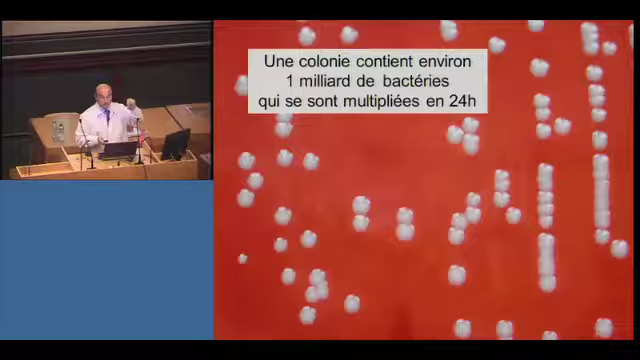 Une colonie contient environ
1 milliard de bactéries
qui se sont multipliées en 24h